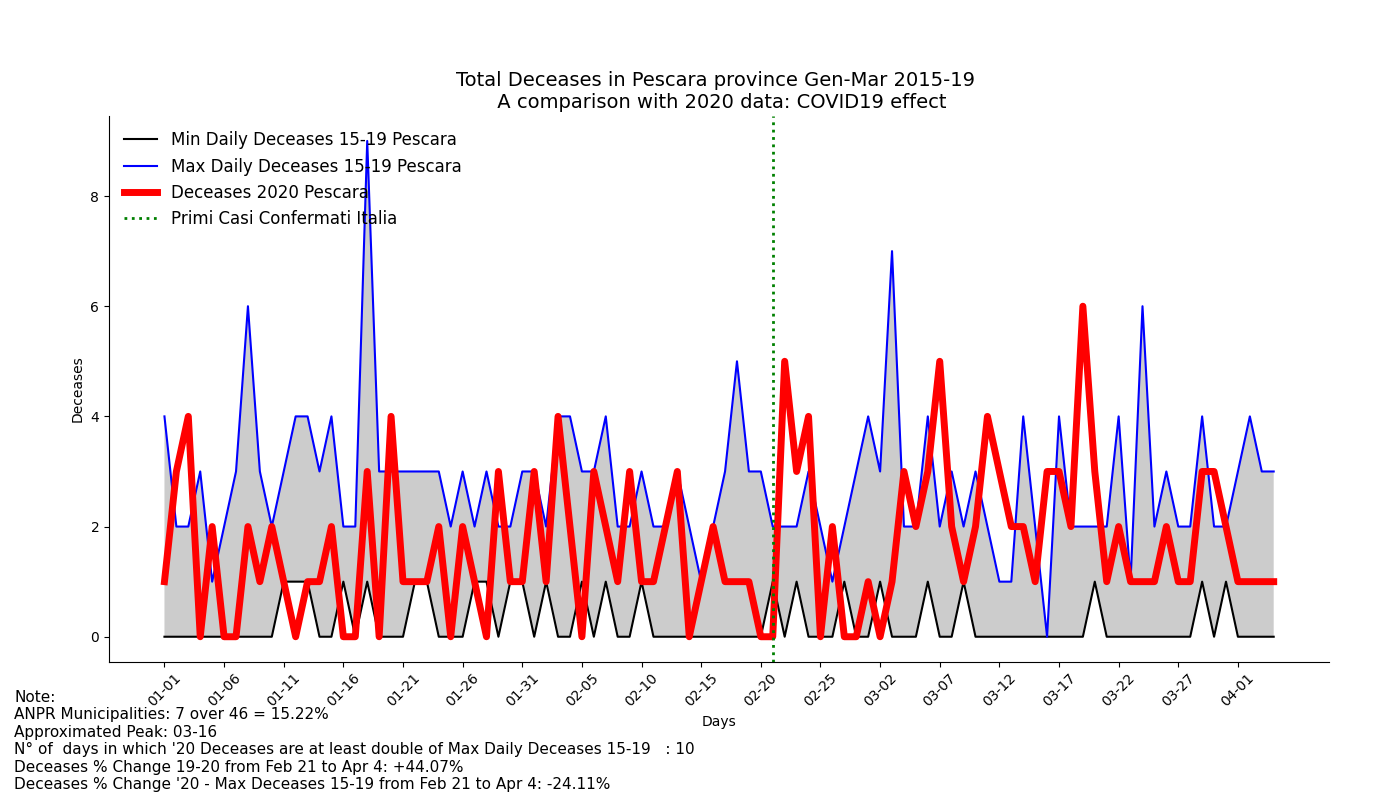 Total Deceases in Pescara province Gen-Mar 2015-19
A comparison with 2020 data: COVID19 effect
Min Daily Deceases 15-19 Pescara
Max Daily Deceases 15-19 Pescara
Deceases 2020 Pescara
Primi Casi Confermati Italia
Deceases
8
6
4
2
0
01-01 01-06 01-11 01-16 01-21 01-26 01-31 02-05 02-10 02-15 02-20 02-25 03-02 03-07 03-12 03-17 03-22 03-27 04-01
Days
Note:
ANPR Municipalities: 7 over 46 = 15.22%
Approximated Peak: 03-16
N° of  days in which '20 Deceases are at least double of Max Daily Deceases 15-19   : 10
Deceases % Change 19-20 from Feb 21 to Apr 4: +44.07%
Deceases % Change '20 - Max Deceases 15-19 from Feb 21 to Apr 4: -24.11%